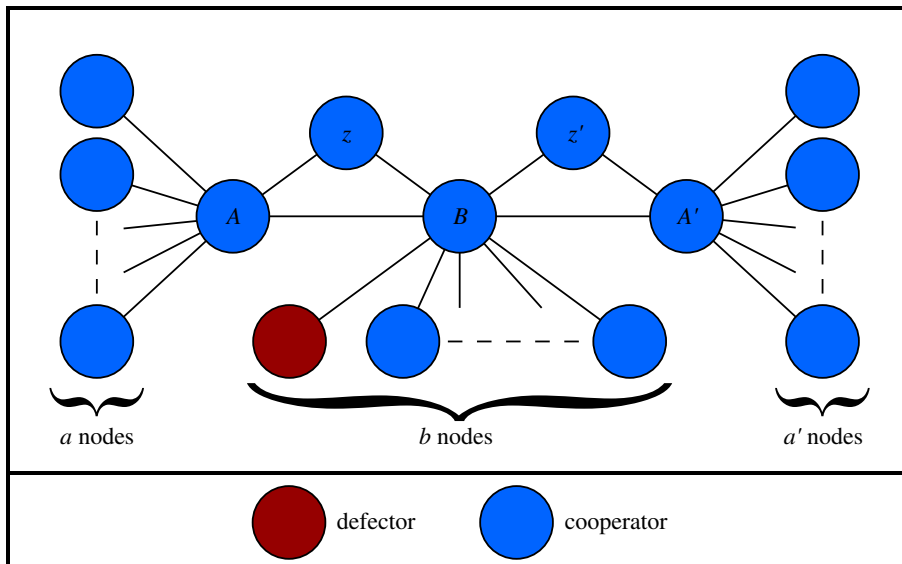 z z'
A B A'
a nodes b nodes a' nodes
defector cooperator